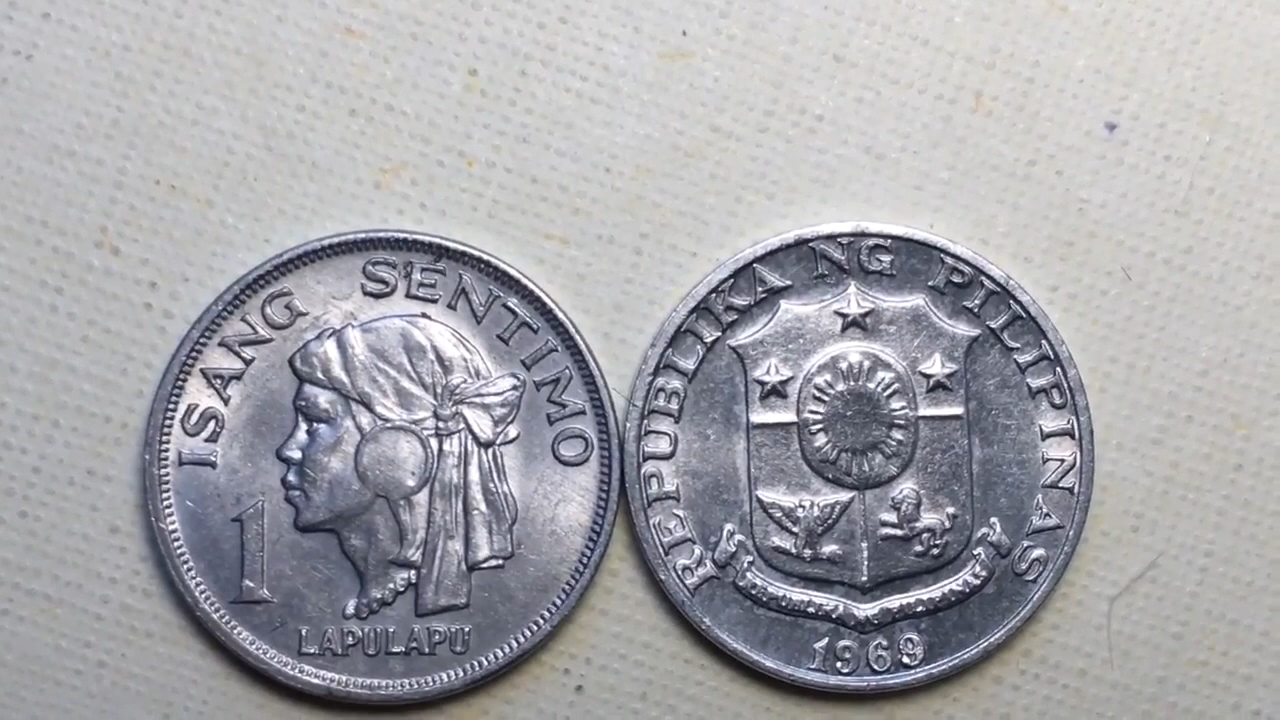 ISANG SENTIMO
1
LAPULAPU
REPUBLIKA NG PILIPINAS
1969